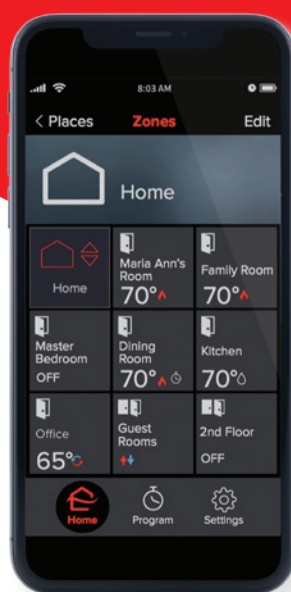 8:03 AM
Places
Zones
Edit
Home
Home
Maria Ann's
Room
70°
Family Room
70°
Master
Bedroom
OFF
Dining
Room
70°
Kitchen
70°
Office
65°
Guest
Rooms
2nd Floor
OFF
Home
Program
Settings